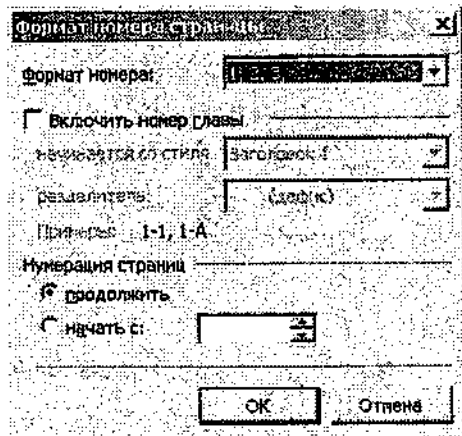 Формат номера страницы
Формат номера:
Включить номер главы
начинается со стиля Заголовок 1
разделитель: - (дефис)
Примеры: 1-1, 1-A
Нумерация страниц
продолжить
начать с:
ОК Отмена